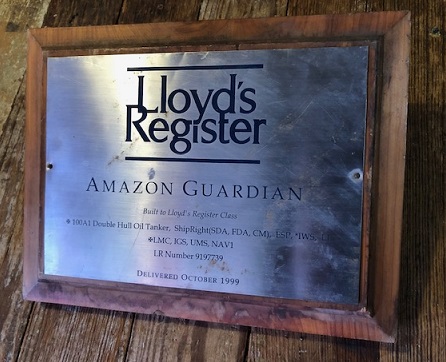 Lloyd's
Register
AMAZON GUARDIAN
Built to Lloyd's Register Class
✠100A1 Double Hull Oil Tanker, ShipRight(SDA, FDA, CM), ESP, *IWS,
✠LMC, IGS, UMS, NAV1
LR Number 9197739
DELIVERED OCTOBER 1999